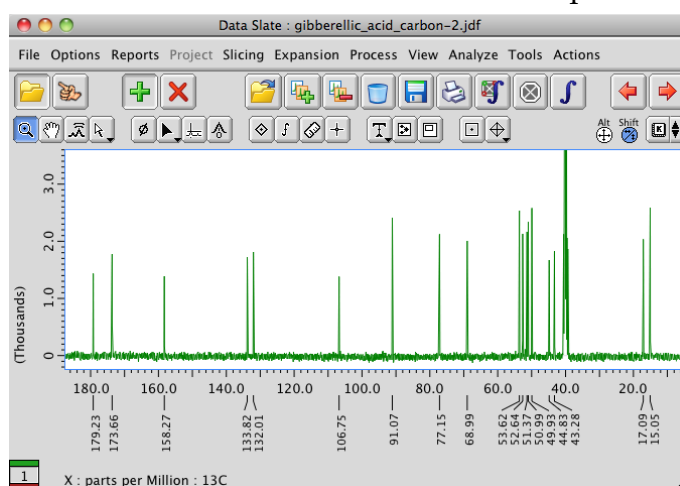 Data Slate : gibberellic_acid_carbon-2.jdf
File Options Reports Project Slicing Expansion Process View Analyze Tools Actions
Alt Shift
T
K
3.0
2.0
1.0
0
(Thousands)
180.0 160.0 140.0 120.0 100.0 80.0 60.0 40.0 20.0
179.23 173.66 158.27 133.82 132.01 106.75 91.07 77.15 68.99 53.62 52.64 51.37 50.99 49.93 44.83 43.28 17.09 15.05
1
X : parts per Million : 13C